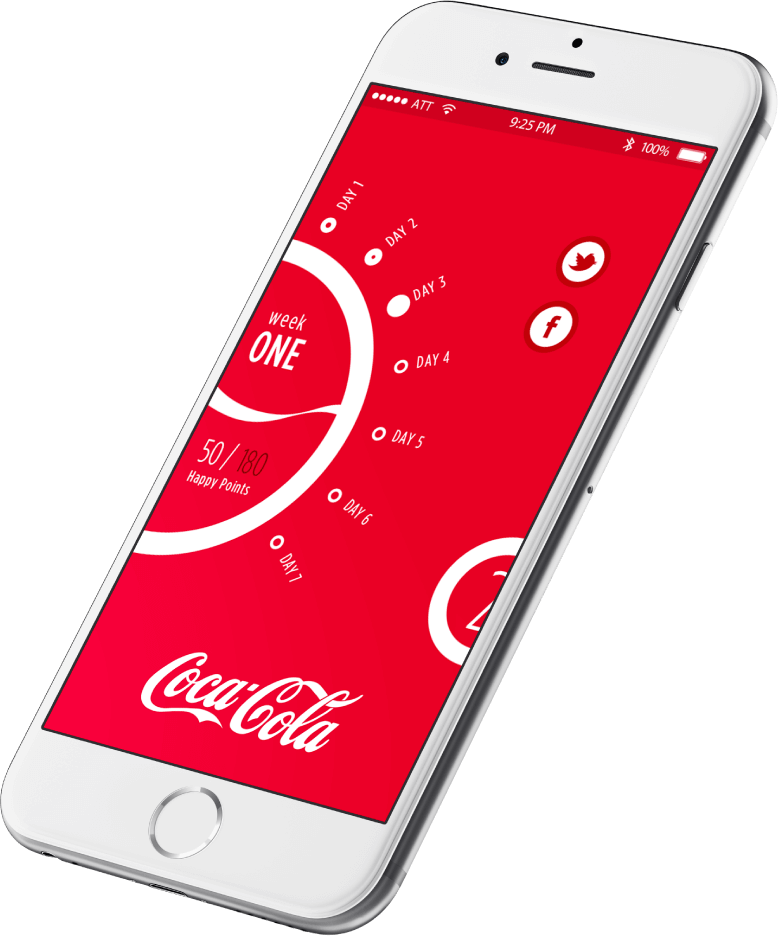 ATT
9:25 PM
100%
DAY 1
DAY 2
DAY 3
DAY 4
DAY 5
DAY 6
DAY 7
week
ONE
50/180
Happy Points
2
Coca-Cola